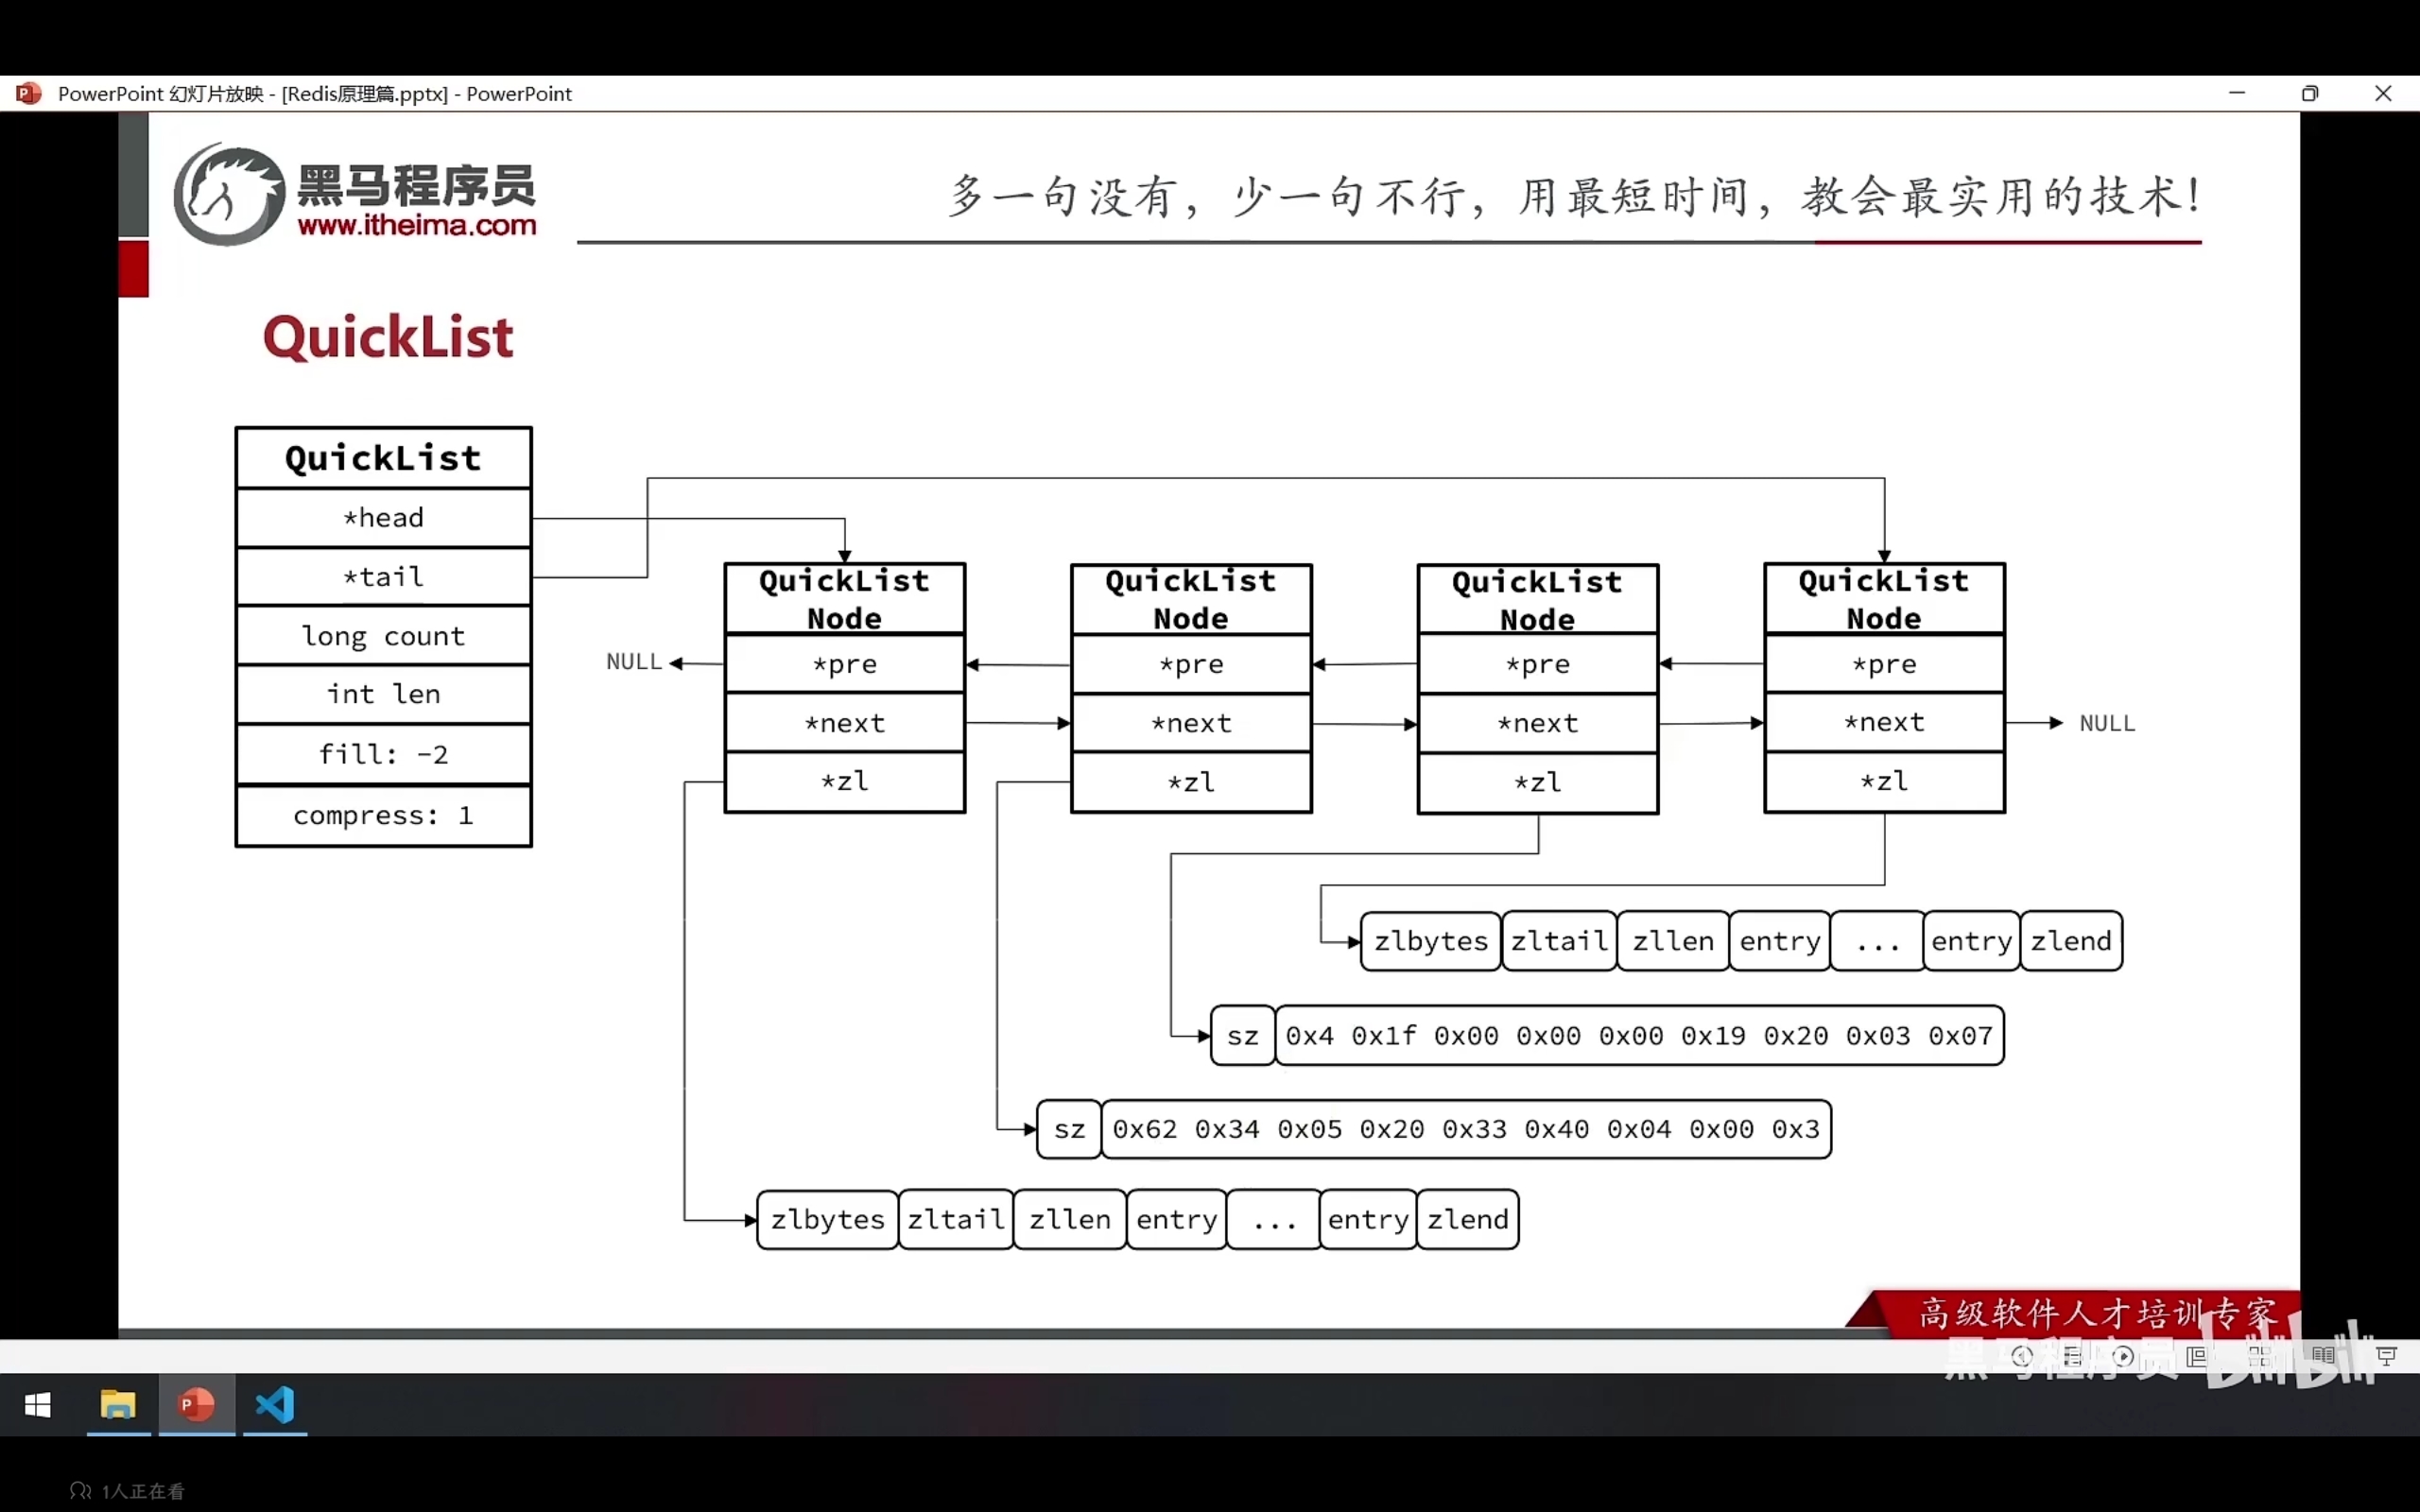 PowerPoint 幻灯片放映 - [Redis原理篇.pptx] - PowerPoint
黑马程序员
www.itheima.com
多一句没有，少一句不行，用最短时间，教会最实用的技术！
QuickList
QuickList
*head
*tail
long count
int len
fill: -2
compress: 1
NULL
QuickList
Node
*pre
*next
*zl
QuickList
Node
*pre
*next
*zl
QuickList
Node
*pre
*next
*zl
QuickList
Node
*pre
*next
*zl
NULL
zlbytes zltail zllen entry ... entry zlend
sz 0x4 0x1f 0x00 0x00 0x00 0x19 0x20 0x03 0x07
sz 0x62 0x34 0x05 0x20 0x33 0x40 0x04 0x00 0x3
zlbytes zltail zllen entry ... entry zlend
高级软件人才培训专家
黑马程序员 bilibili
1人正在看